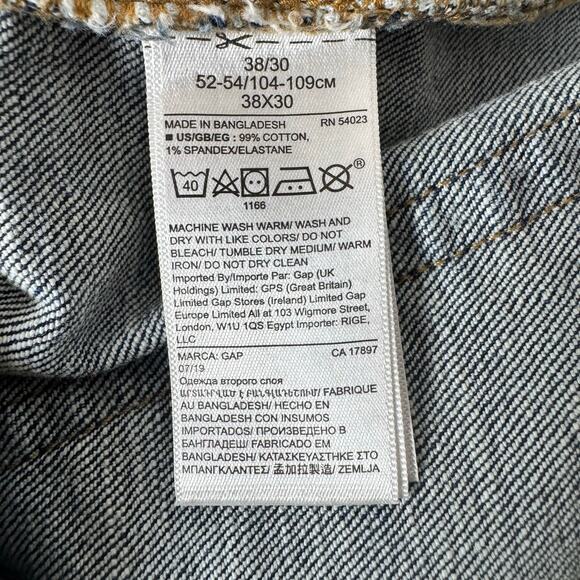 38/30
52-54/104-109CM
38X30
MADE IN BANGLADESH RN 54023
■ US/GB/EG : 99% COTTON,
1% SPANDEX/ELASTANE
40
®
1166
MACHINE WASH WARM/ WASH AND
DRY WITH LIKE COLORS/ DO NOT
BLEACH/ TUMBLE DRY MEDIUM/ WARM
IRON/ DO NOT DRY CLEAN
Imported By/Importe Par: Gap (UK
Holdings) Limited: GPS (Great Britain)
Limited Gap Stores (Ireland) Limited Gap
Europe Limited All at 103 Wigmore Street,
London, W1U 1QS Egypt Importer: RIGE,
LLC
MARCA: GAP CA 17897
07/19
Одежда второго слоя
ԱՐՏԱԴՐՎԱԾ Է ԲԱՆԳԼԱԴԵՇՈՒՄ/ FABRIQUE
AU BANGLADESH/ HECHO EN
BANGLADESH CON INSUMOS
IMPORTADOS/ ПРОИЗВЕДЕНО В
БАНГЛАДЕШ/ FABRICADO EM
BANGLADESH/ ΚΑΤΑΣΚΕΥΑΣΤΗΚΕ ΣΤΟ
ΜΠΑΝΓΚΛΑΝΤΕΣ/ 孟加拉製造/ ZEMLJA